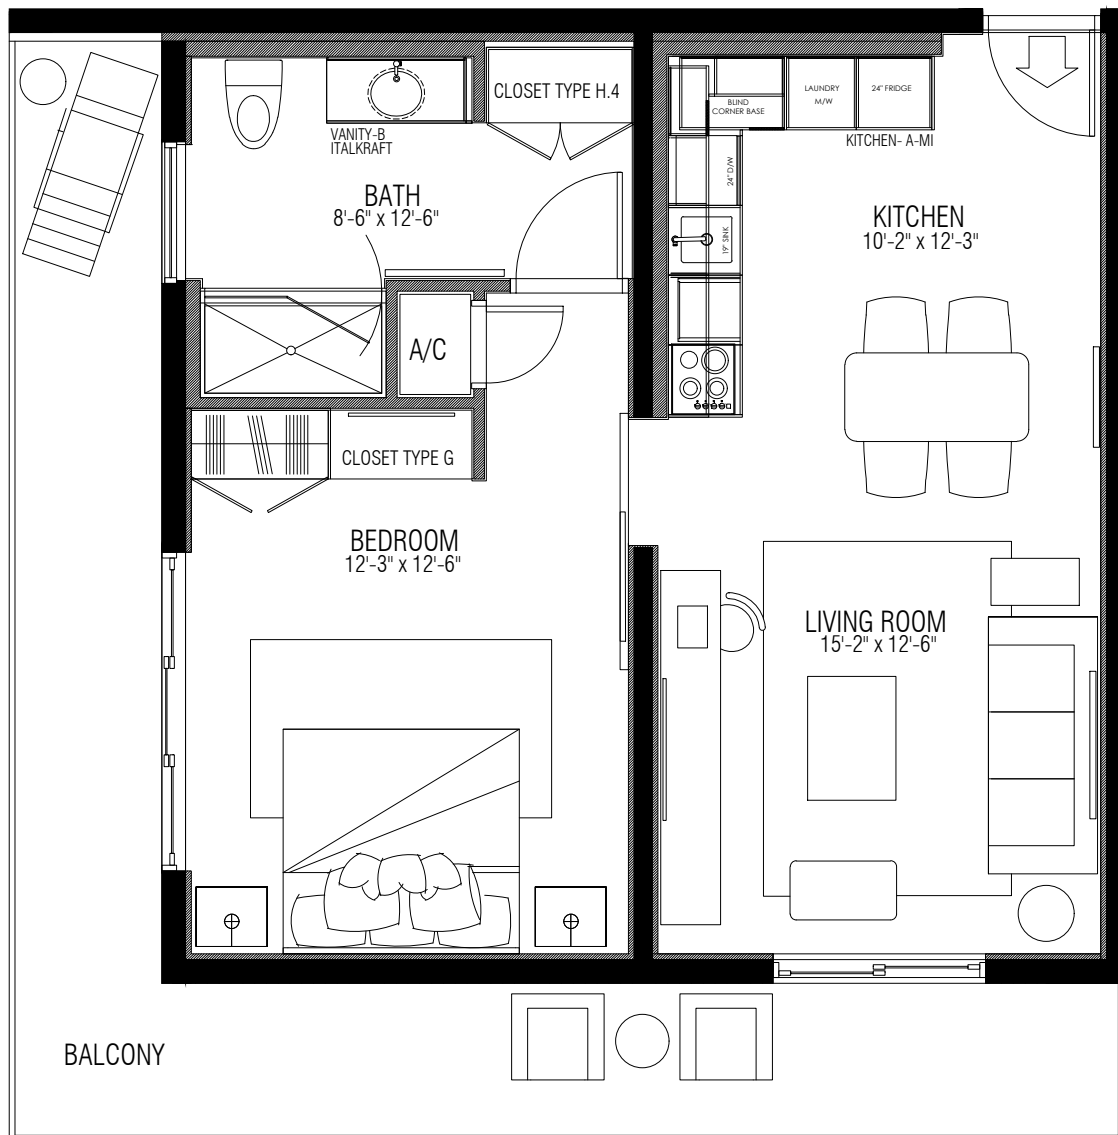 CLOSET TYPE H.4
VANITY-B
ITALKRAFT
BATH
8'-6" x 12'-6"
BLIND
CORNER BASE
LAUNDRY
M/W
24" FRIDGE
KITCHEN- A-MI
24" D/W
19" SINK
KITCHEN
10'-2" x 12'-3"
A/C
CLOSET TYPE G
BEDROOM
12'-3" x 12'-6"
LIVING ROOM
15'-2" x 12'-6"
BALCONY